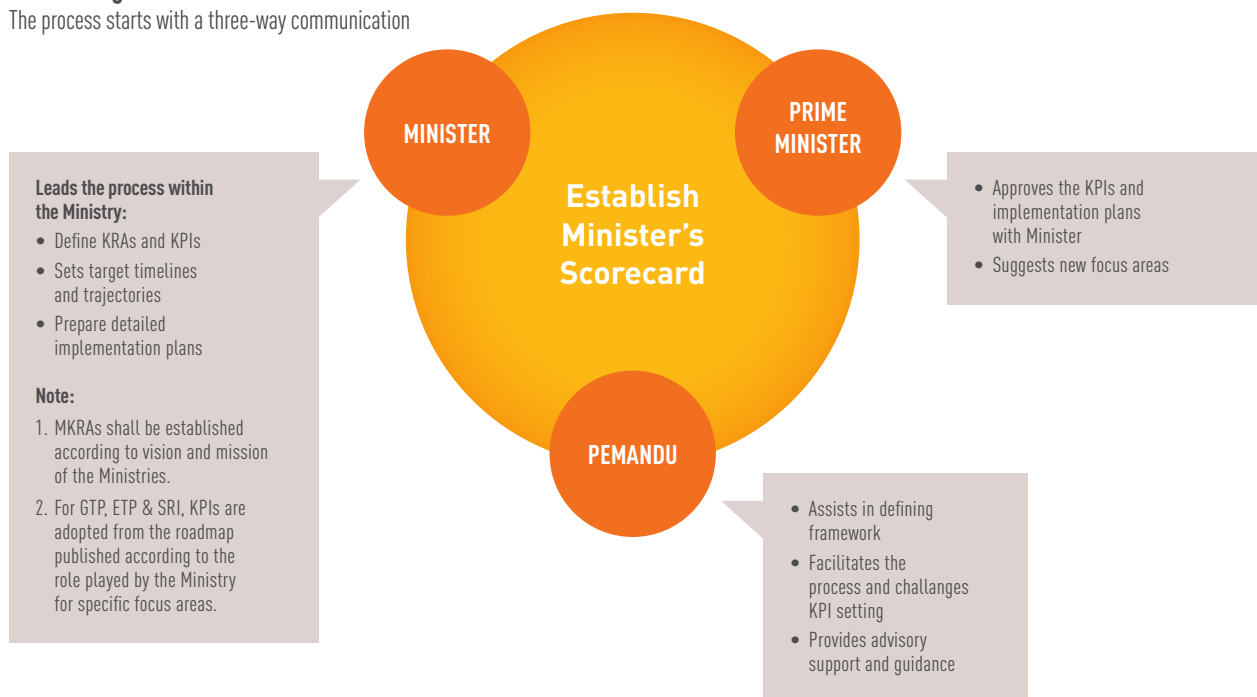 The process starts with a three-way communication
MINISTER
PRIME
MINISTER
Establish
Minister's
Scorecard
PEMANDU
Leads the process within
the Ministry:
• Define KRAs and KPIs
• Sets target timelines
and trajectories
• Prepare detailed
implementation plans
Note:
1. MKRAs shall be established
according to vision and mission
of the Ministries.
2. For GTP, ETP & SRI, KPIs are
adopted from the roadmap
published according to the
role played by the Ministry
for specific focus areas.
• Approves the KPIs and
implementation plans
with Minister
• Suggests new focus areas
• Assists in defining
framework
• Facilitates the
process and challanges
KPI setting
• Provides advisory
support and guidance